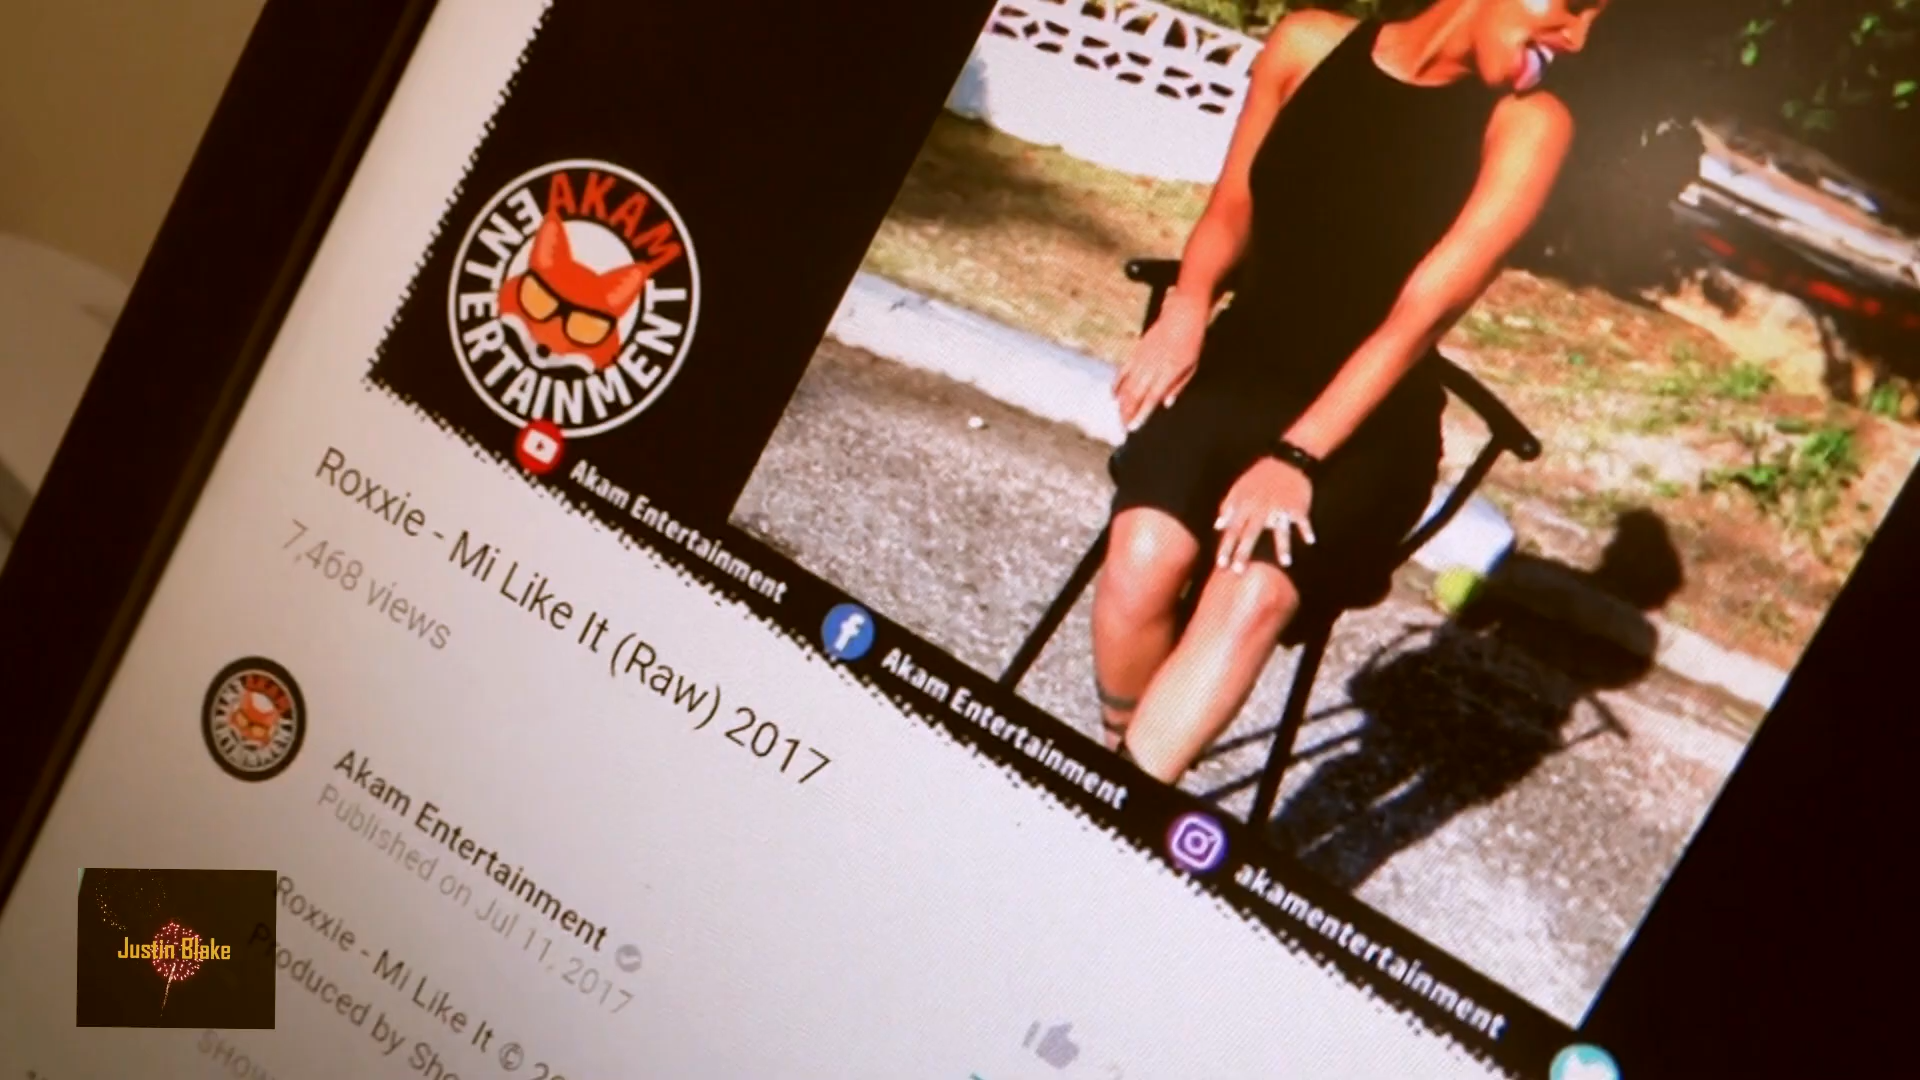 AKAM
ENTERTAINMENT
Akam Entertainment
Akam Entertainment
akamentertainment
Roxxie - Mi Like It (Raw) 2017
7,468 views
Akam Entertainment
Published on Jul 11, 2017
Roxxie - Mi Like It ©
Produced by
SHOW
Justin Blake